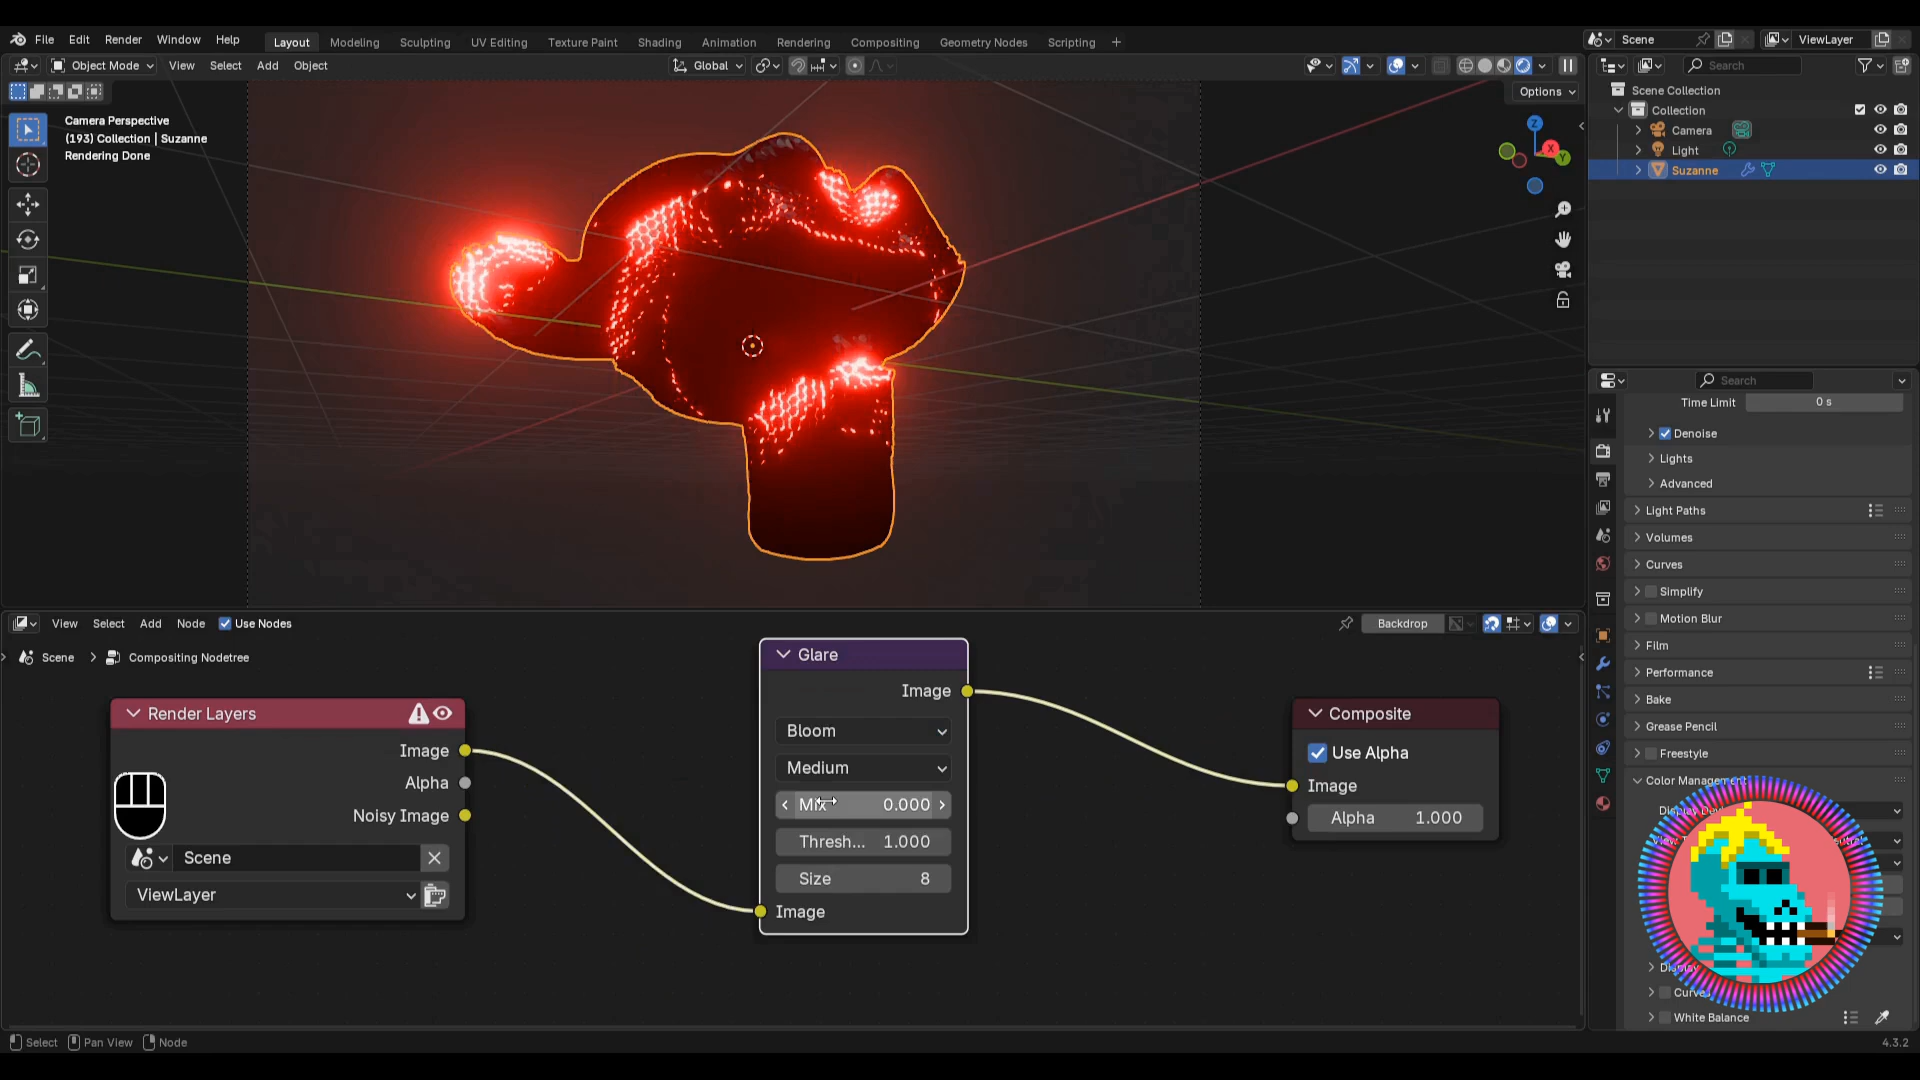 File Edit Render Window Help
Layout Modeling Sculpting UV Editing Texture Paint Shading Animation Rendering Compositing Geometry Nodes Scripting +
Scene
ViewLayer
Object Mode View Select Add Object
Global
Search
Options
Camera Perspective
(193) Collection | Suzanne
Rendering Done
Z
X
Y
Scene Collection
Collection
Camera
Light
Suzanne
Search
Time Limit 0 s
Denoise
Lights
Advanced
Light Paths
Volumes
Curves
Simplify
Motion Blur
Film
Performance
Bake
Grease Pencil
Freestyle
Color Management
White Balance
View Select Add Node Use Nodes
Backdrop
Scene > Compositing Nodetree
Render Layers
Image
Alpha
Noisy Image
Scene
ViewLayer
Glare
Image
Bloom
Medium
Mix 0.000
Thresh... 1.000
Size 8
Image
Composite
Use Alpha
Image
Alpha 1.000
Select Pan View Node
4.3.2